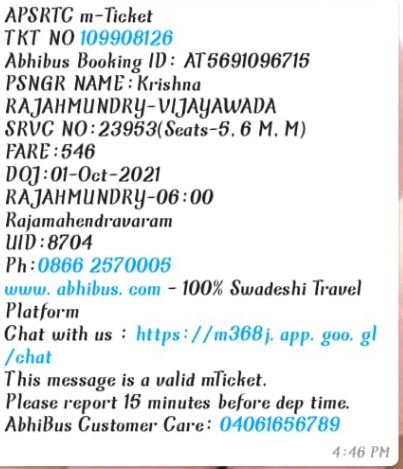 APSRTC m-Ticket
TKT NO 109908126
Abhibus Booking ID: AT5691096715
PSNGR NAME:Krishna
RAJAHMUNDRY-VIJAYAWADA
SRVC NO:23953(Seats-5, 6 M, M)
FARE:546
DOJ:01-Oct-2021
RAJAHMUNDRY-06:00
Rajamahendravaram
UID:8704
Ph:0866 2570005
www. abhibus. com - 100% Swadeshi Travel
Platform
Chat with us : https://m368j. app. goo. gl
/chat
This message is a valid mTicket.
Please report 15 minutes before dep time.
AbhiBus Customer Care: 04061656789
4:46 PM